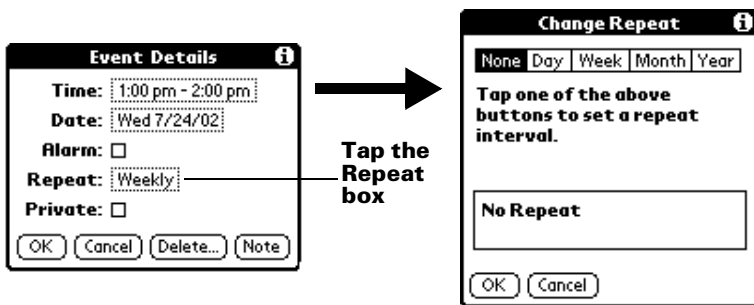 Event Details
Time: 1:00 pm - 2:00 pm
Date: Wed 7/24/02
Alarm:
Repeat: Weekly
Private:
OK Cancel Delete... Note
Tap the
Repeat
box
Change Repeat
None Day Week Month Year
Tap one of the above
buttons to set a repeat
interval.
No Repeat
OK Cancel